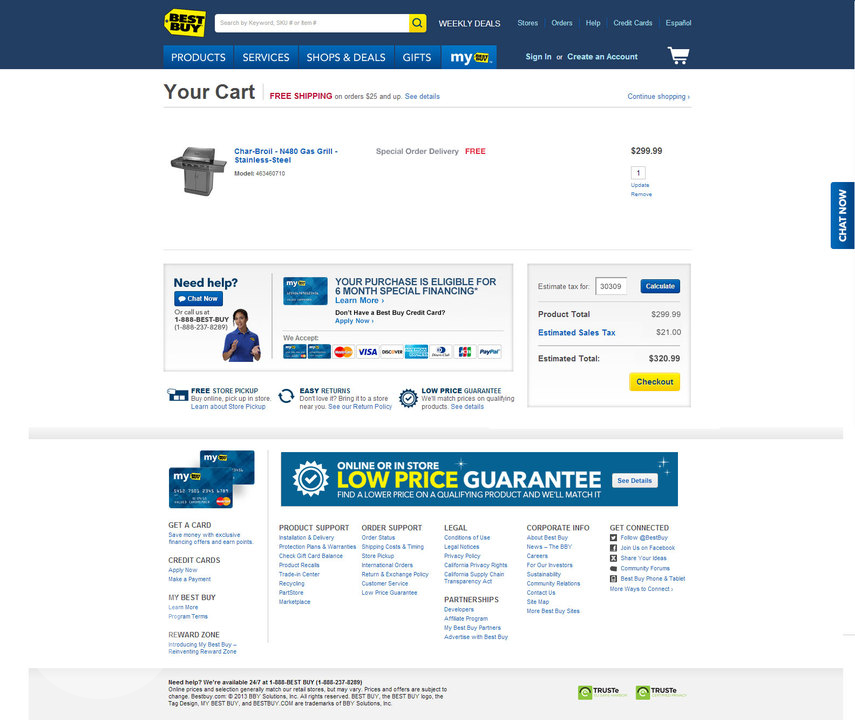 BEST
BUY
Search by Keyword, SKU # or Item #
WEEKLY DEALS
Stores
Orders
Help
Credit Cards
Español
PRODUCTS
SERVICES
SHOPS & DEALS
GIFTS
my BEST BUY
Sign In or Create an Account
Your Cart
FREE SHIPPING on orders $25 and up. See details
Continue shopping ›
Char-Broil - N480 Gas Grill -
Stainless-Steel
Model: 463460710
Special Order Delivery FREE
$299.99
1
Update
Remove
CHAT NOW
Need help?
Chat Now
Or call us at
1-888-BEST-BUY
(1-888-237-8289)
my
YOUR PURCHASE IS ELIGIBLE FOR
6 MONTH SPECIAL FINANCING*
Learn More ›
Don't Have a Best Buy Credit Card?
Apply Now ›
We Accept:
my my MasterCard VISA DISCOVER JCB PayPal
Estimate tax for: 30309 Calculate
Product Total $299.99
Estimated Sales Tax $21.00
Estimated Total: $320.99
Checkout
FREE STORE PICKUP
Buy online, pick up in store.
Learn about Store Pickup
EASY RETURNS
Don't love it? Bring it to a store
near you. See our Return Policy
LOW PRICE GUARANTEE
We'll match prices on qualifying
products. See details
my BEST BUY
my BEST BUY
MasterCard
ONLINE OR IN STORE
LOW PRICE GUARANTEE
FIND A LOWER PRICE ON A QUALIFYING PRODUCT AND WE'LL MATCH IT
See Details
GET A CARD
Save money with exclusive
financing offers and earn points.
CREDIT CARDS
Apply Now
Make a Payment
MY BEST BUY
Learn More
Program Terms
REWARD ZONE
Introducing My Best Buy –
Reinventing Reward Zone
PRODUCT SUPPORT
Installation & Delivery
Protection Plans & Warranties
Check Gift Card Balance
Product Recalls
Trade-in Center
Recycling
PartStore
Marketplace
ORDER SUPPORT
Order Status
Shipping Costs & Timing
Store Pickup
International Orders
Return & Exchange Policy
Customer Service
Low Price Guarantee
LEGAL
Conditions of Use
Legal Notices
Privacy Policy
California Privacy Rights
California Supply Chain
Transparency Act
PARTNERSHIPS
Developers
Affiliate Program
My Best Buy Partners
Advertise with Best Buy
CORPORATE INFO
About Best Buy
News – The BBY
Careers
For Our Investors
Sustainability
Community Relations
Contact Us
Site Map
More Best Buy Sites
GET CONNECTED
Follow @BestBuy
Join Us on Facebook
Share Your Ideas
Community Forums
Best Buy Phone & Tablet
More Ways to Connect ›
Need help? We're available 24/7 at 1-888-BEST BUY (1-888-237-8289)
Online prices and selection generally match our retail stores, but may vary. Prices and offers are subject to
change. Bestbuy.com: © 2013 BBY Solutions, Inc. All rights reserved. BEST BUY, the BEST BUY logo, the
Tag Design, MY BEST BUY, and BESTBUY.COM are trademarks of BBY Solutions, Inc.
TRUSTe
TRUSTe